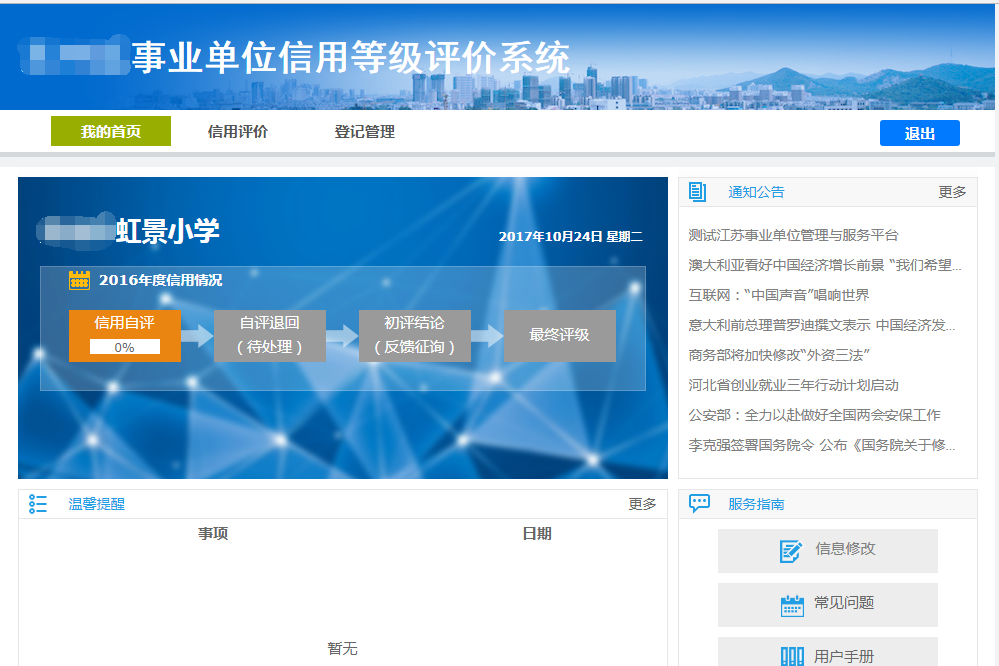 事业单位信用等级评价系统
我的首页 信用评价 登记管理 退出
虹景小学
2017年10月24日 星期二
2016年度信用情况
信用自评
0%
自评退回
（待处理）
初评结论
（反馈征询）
最终评级
通知公告 更多
测试江苏事业单位管理与服务平台
澳大利亚看好中国经济增长前景 “我们希望...
互联网：“中国声音”唱响世界
意大利前总理普罗迪撰文表示 中国经济发...
商务部将加快修改“外资三法”
河北省创业就业三年行动计划启动
公安部：全力以赴做好全国两会安保工作
李克强签署国务院令 公布《国务院关于修...
温馨提醒 更多
事项 日期
暂无
服务指南
信息修改
常见问题
用户手册